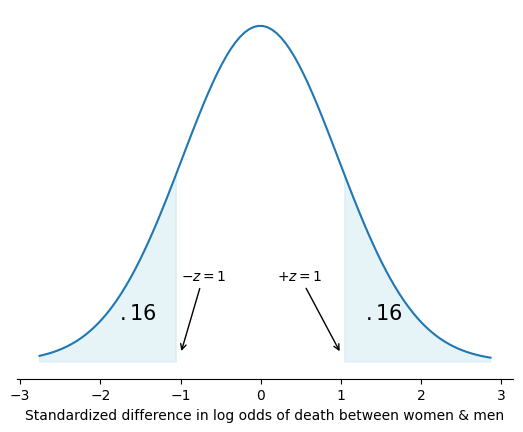 −z = 1
+z = 1
.16
.16
−3 −2 −1 0 1 2 3
Standardized difference in log odds of death between women & men